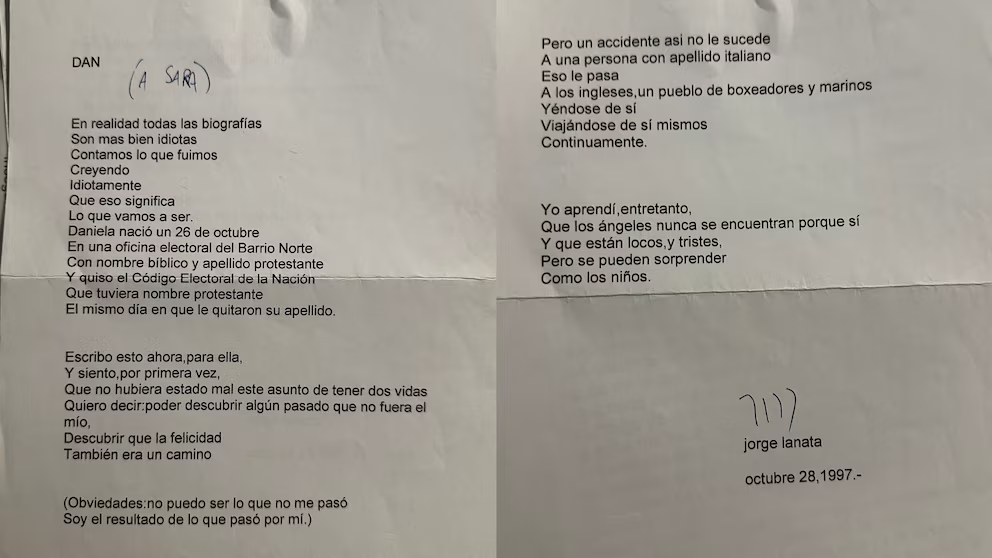 DAN
(A SARA)
En realidad todas las biografías
Son mas bien idiotas
Contamos lo que fuimos
Creyendo
Idiotamente
Que eso significa
Lo que vamos a ser.
Daniela nació un 26 de octubre
En una oficina electoral del Barrio Norte
Con nombre bíblico y apellido protestante
Y quiso el Código Electoral de la Nación
Que tuviera nombre protestante
El mismo día en que le quitaron su apellido.
Escribo esto ahora,para ella,
Y siento,por primera vez,
Que no hubiera estado mal este asunto de tener dos vidas
Quiero decir:poder descubrir algún pasado que no fuera el
mío,
Descubrir que la felicidad
También era un camino
(Obviedades:no puedo ser lo que no me pasó
Soy el resultado de lo que pasó por mí.)
Pero un accidente asi no le sucede
A una persona con apellido italiano
Eso le pasa
A los ingleses,un pueblo de boxeadores y marinos
Yéndose de sí
Viajándose de sí mismos
Continuamente.
Yo aprendí,entretanto,
Que los ángeles nunca se encuentran porque sí
Y que están locos,y tristes,
Pero se pueden sorprender
Como los niños.
jorge lanata
octubre 28,1997.-